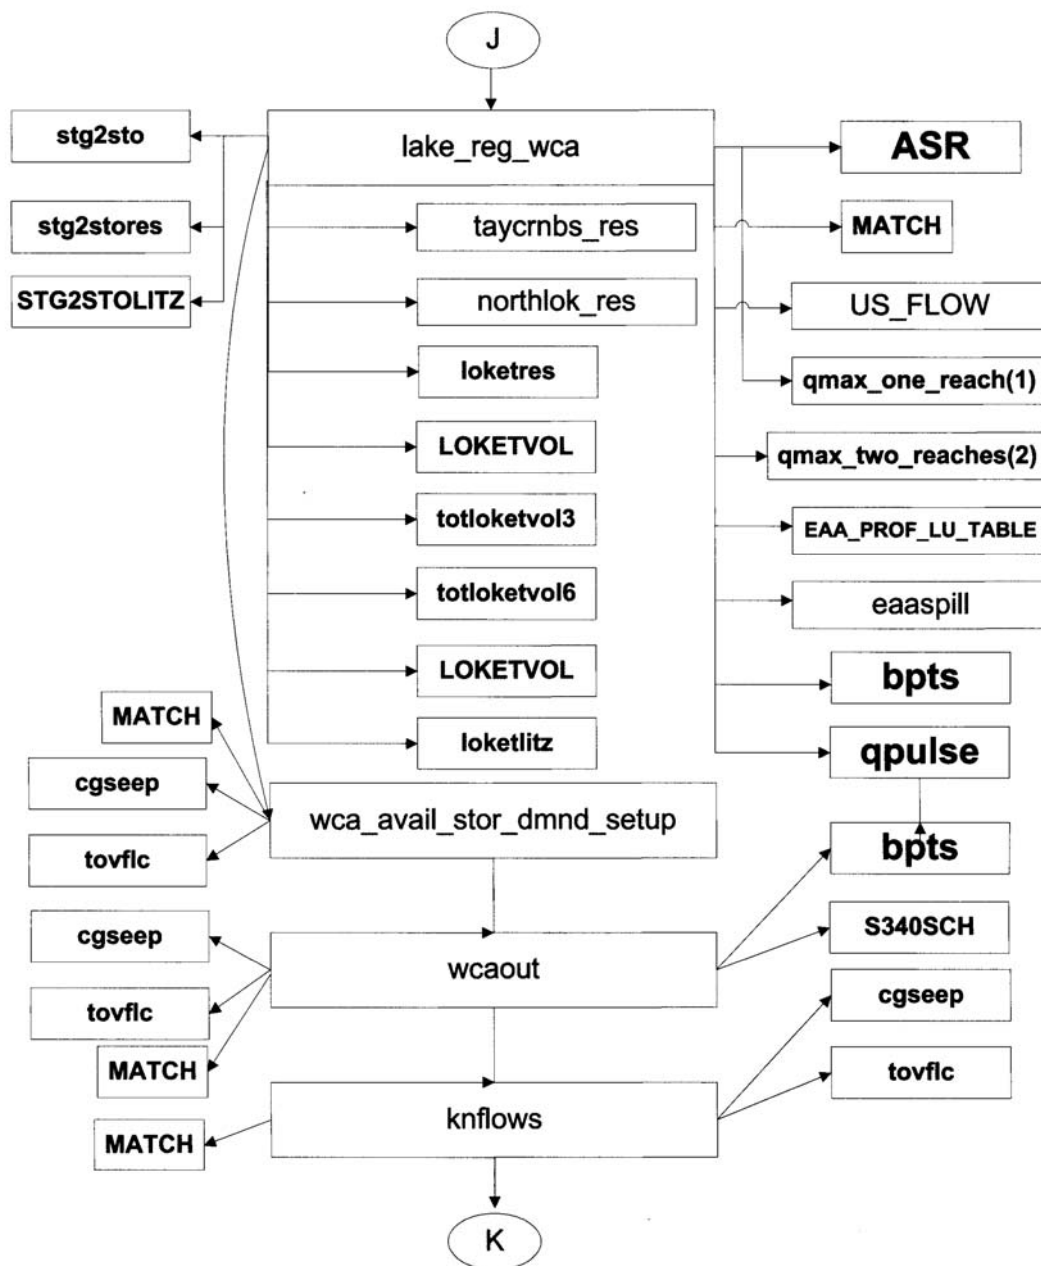 J
stg2sto
lake_reg_wca
ASR
stg2stores
taycrnbs_res
MATCH
STG2STOLITZ
northlok_res
US_FLOW
loketres
qmax_one_reach(1)
LOKETVOL
qmax_two_reaches(2)
totloketvol3
EAA_PROF_LU_TABLE
totloketvol6
eaaspill
LOKETVOL
bpts
MATCH
loketlitz
qpulse
cgseep
wca_avail_stor_dmnd_setup
tovflc
bpts
cgseep
S340SCH
wcaout
tovflc
cgseep
MATCH
tovflc
knflows
MATCH
K